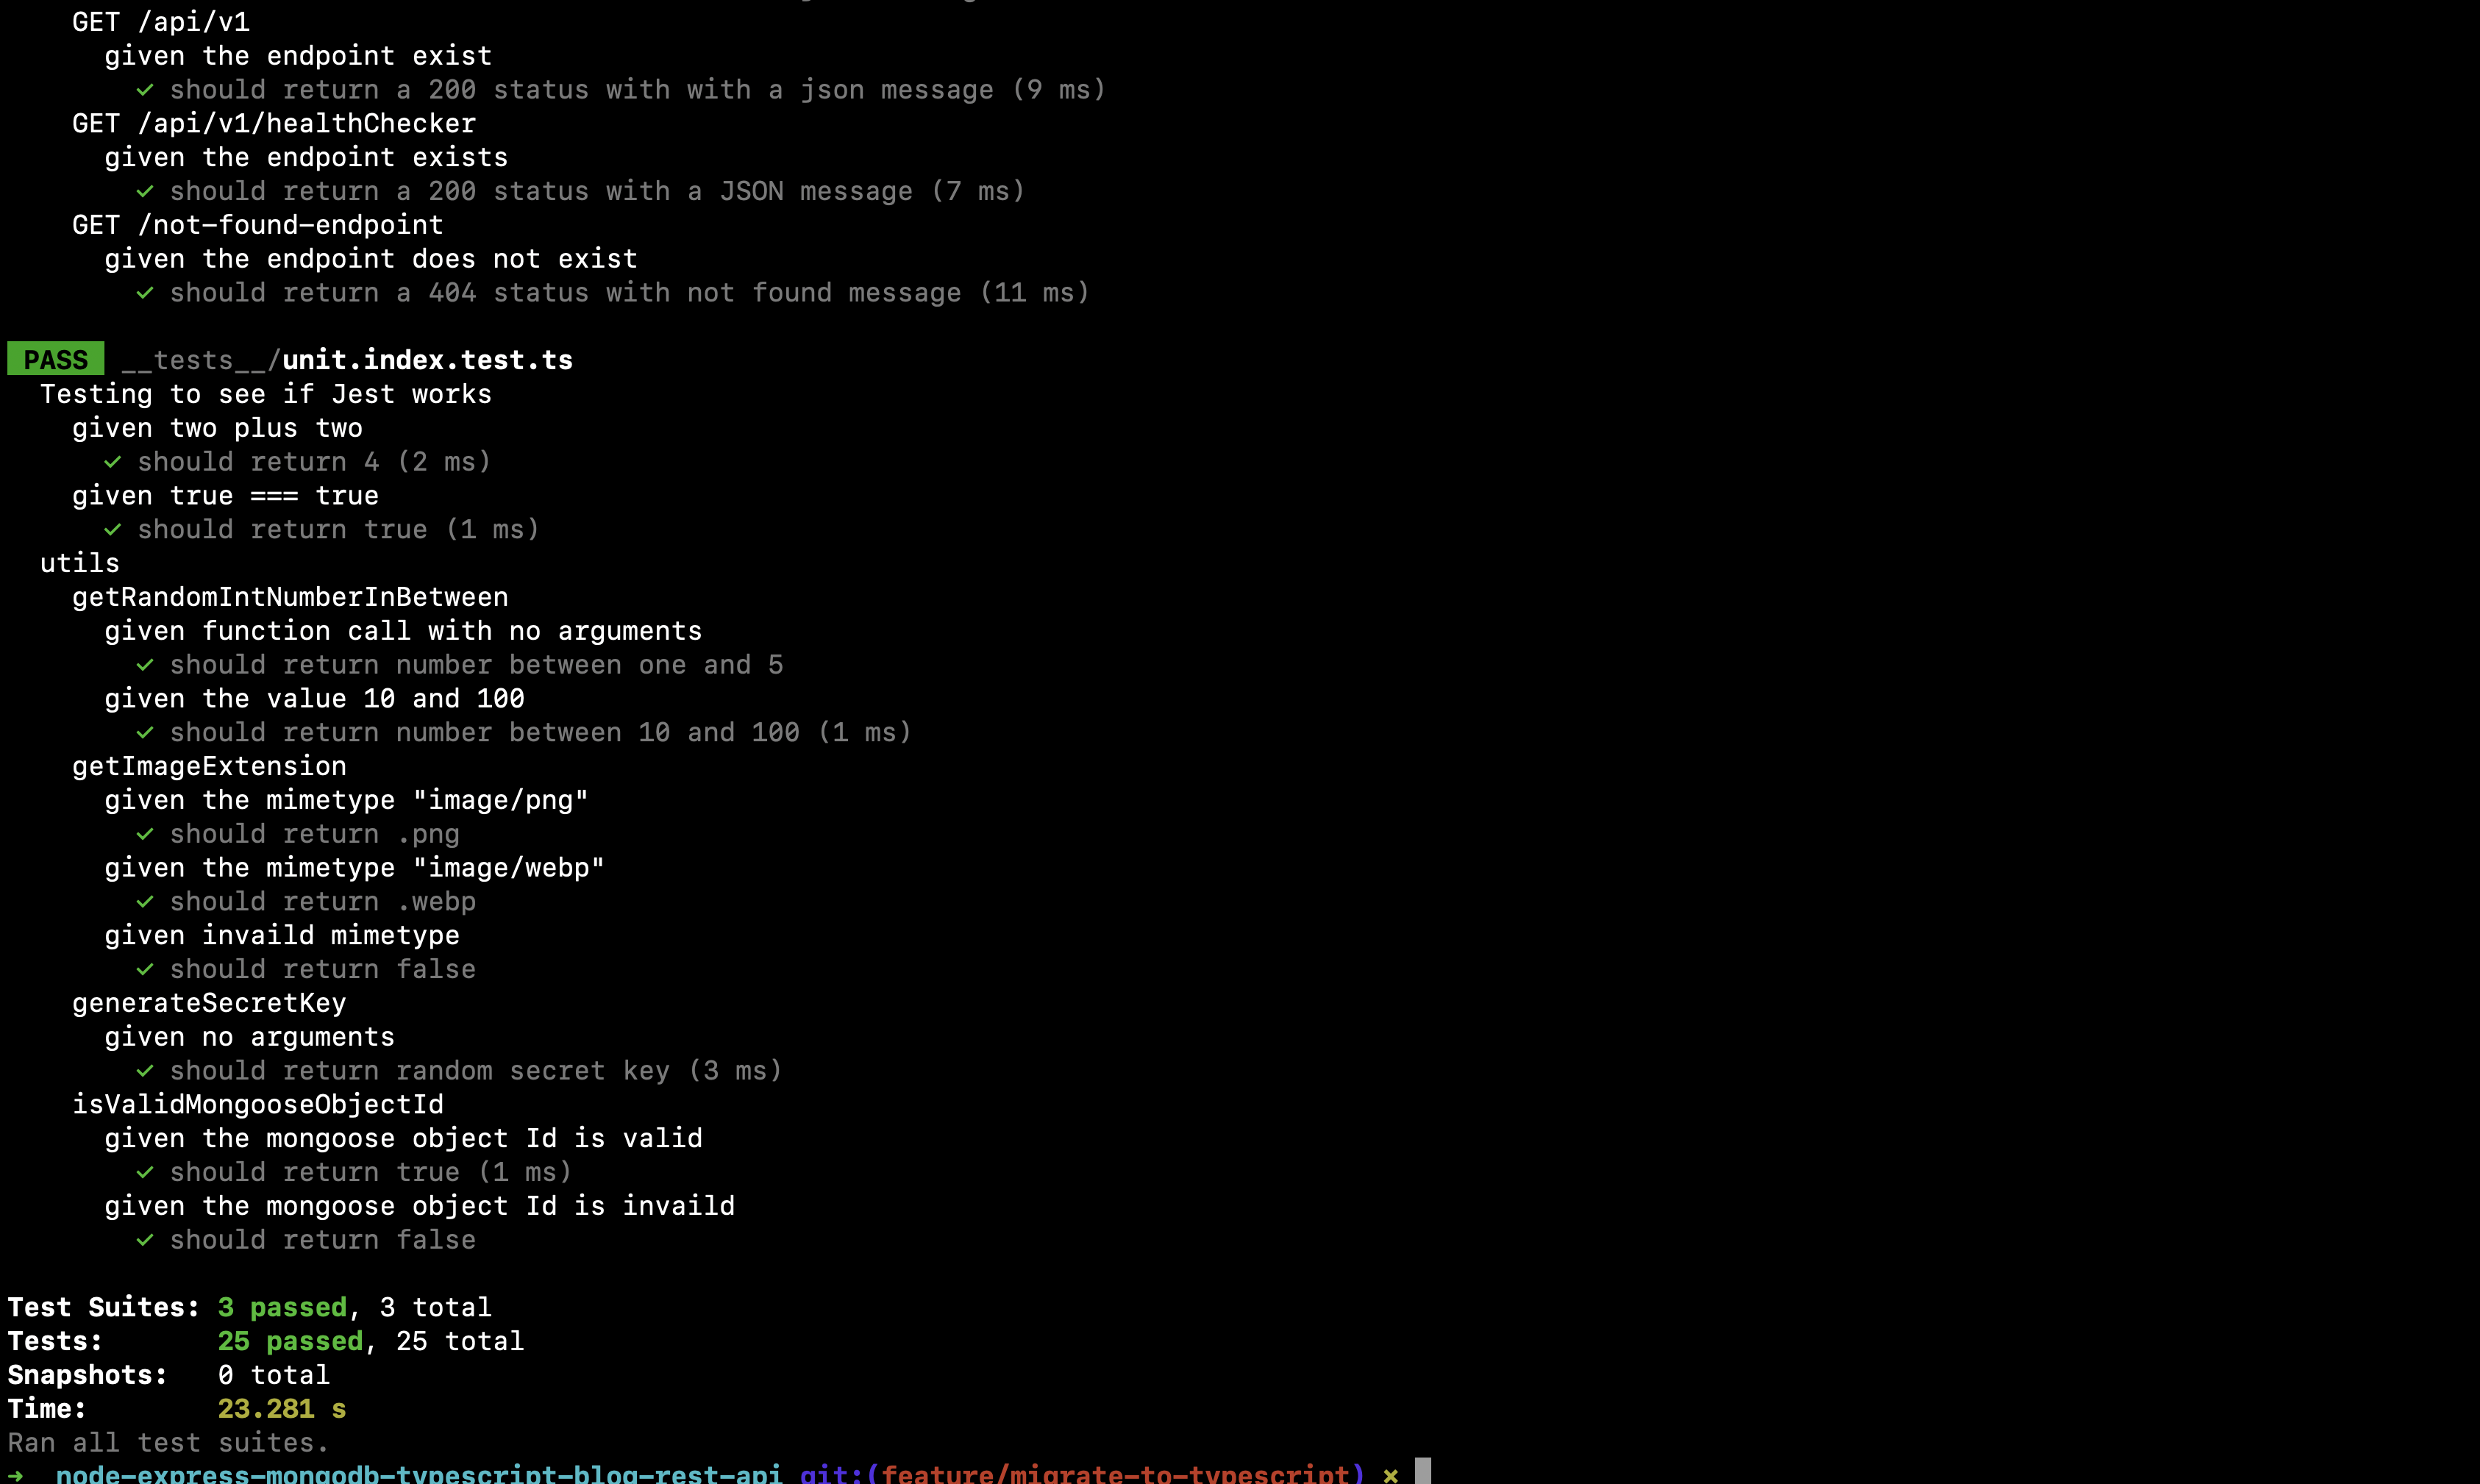 GET /api/v1
given the endpoint exist
✓ should return a 200 status with with a json message (9 ms)
GET /api/v1/healthChecker
given the endpoint exists
✓ should return a 200 status with a JSON message (7 ms)
GET /not-found-endpoint
given the endpoint does not exist
✓ should return a 404 status with not found message (11 ms)
PASS __tests__/unit.index.test.ts
Testing to see if Jest works
given two plus two
✓ should return 4 (2 ms)
given true === true
✓ should return true (1 ms)
utils
getRandomIntNumberInBetween
given function call with no arguments
✓ should return number between one and 5
given the value 10 and 100
✓ should return number between 10 and 100 (1 ms)
getImageExtension
given the mimetype "image/png"
✓ should return .png
given the mimetype "image/webp"
✓ should return .webp
given invaild mimetype
✓ should return false
generateSecretKey
given no arguments
✓ should return random secret key (3 ms)
isValidMongooseObjectId
given the mongoose object Id is valid
✓ should return true (1 ms)
given the mongoose object Id is invaild
✓ should return false
Test Suites: 3 passed, 3 total
Tests: 25 passed, 25 total
Snapshots: 0 total
Time: 23.281 s
Ran all test suites.
➜ node-express-mongodb-typescript-blog-rest-api git:(feature/migrate-to-typescript) ×